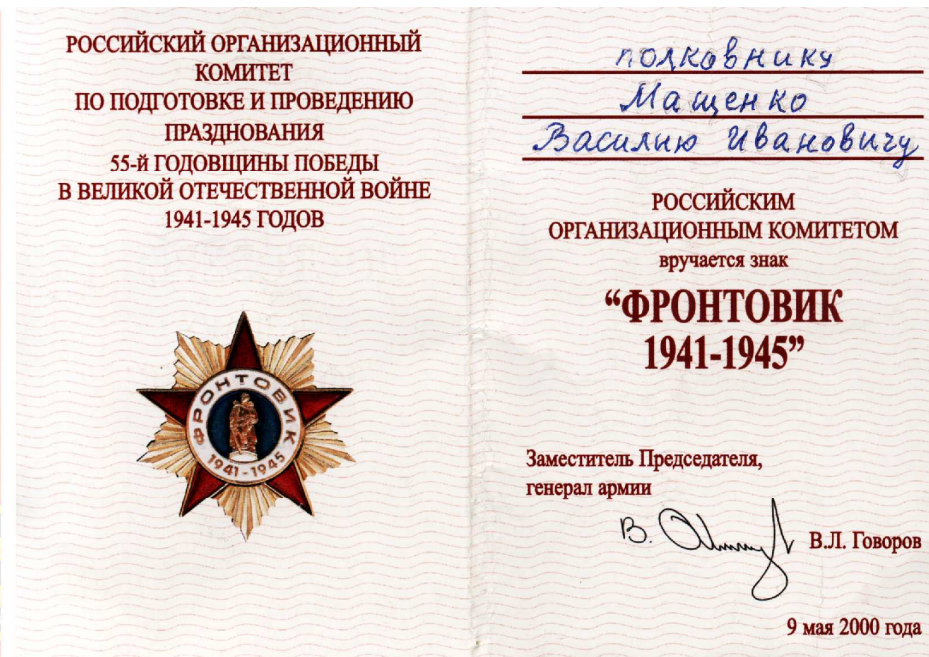 РОССИЙСКИЙ ОРГАНИЗАЦИОННЫЙ
КОМИТЕТ
ПО ПОДГОТОВКЕ И ПРОВЕДЕНИЮ
ПРАЗДНОВАНИЯ
55-й ГОДОВЩИНЫ ПОБЕДЫ
В ВЕЛИКОЙ ОТЕЧЕСТВЕННОЙ ВОЙНЕ
1941-1945 ГОДОВ
ФРОНТОВИК
1941-1945
полковнику
Мащенко
Василию Ивановичу
РОССИЙСКИМ
ОРГАНИЗАЦИОННЫМ КОМИТЕТОМ
вручается знак
“ФРОНТОВИК
1941-1945”
Заместитель Председателя,
генерал армии
В.Л. Говоров
9 мая 2000 года